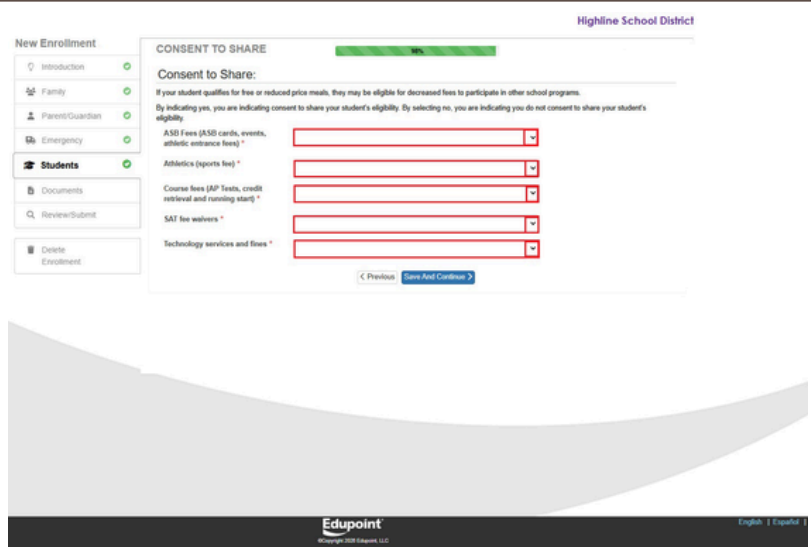 Highline School District
New Enrollment
Introduction
Family
Parent/Guardian
Emergency
Students
Documents
Review/Submit
Delete
Enrollment
CONSENT TO SHARE
98%
Consent to Share:
If your student qualifies for free or reduced price meals, they may be eligible for decreased fees to participate in other school programs.
By indicating yes, you are indicating consent to share your student's eligibility. By selecting no, you are indicating you do not consent to share your student's
eligibility.
ASB Fees (ASB cards, events,
athletic entrance fees) *
Athletics (sports fee) *
Course fees (AP Tests, credit
retrieval and running start) *
SAT fee waivers *
Technology services and fines *
< Previous
Save And Continue >
Edupoint
©Copyright 2020 Edupoint, LLC
English | Español |